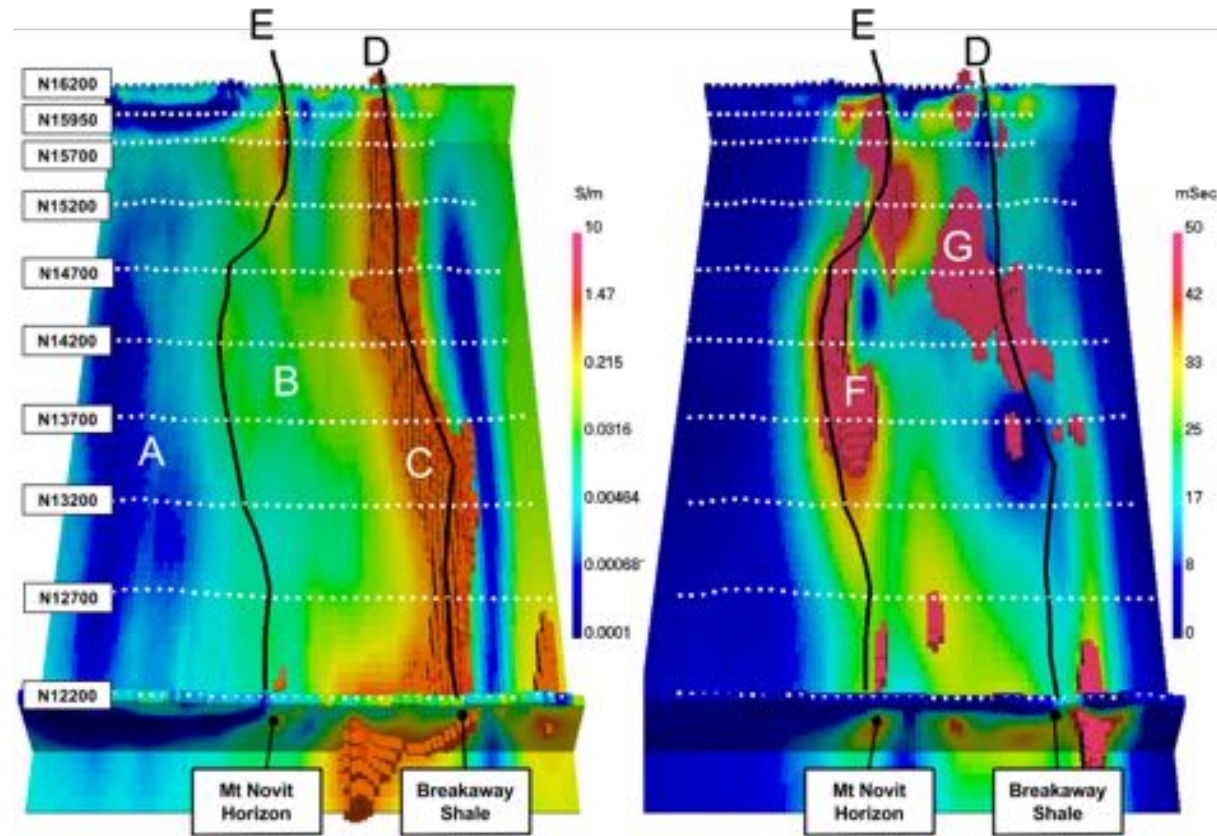 E
D
E
D
N16200
N15950
N15700
N15200
N14700
N14200
N13700
N13200
N12700
N12200
A
B
C
S/m
10
1.47
0.215
0.0316
0.00464
0.00068
0.0001
F
G
mSec
50
42
33
25
17
8
0
Mt Novit
Horizon
Breakaway
Shale
Mt Novit
Horizon
Breakaway
Shale